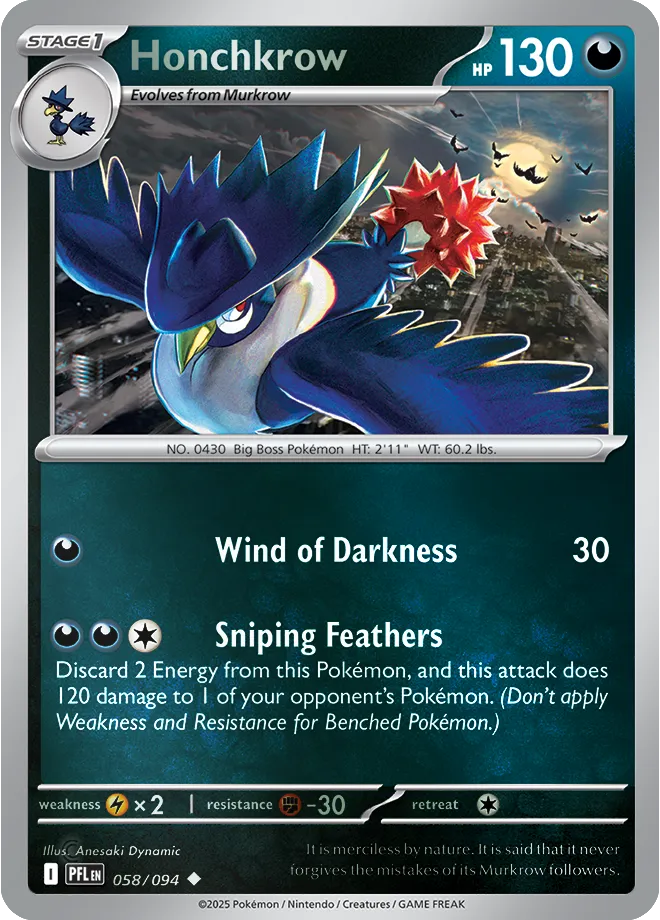 STAGE 1
Honchkrow
HP 130
Evolves from Murkrow
NO. 0430 Big Boss Pokémon HT: 2'11" WT: 60.2 lbs.
Wind of Darkness 30
Sniping Feathers
Discard 2 Energy from this Pokémon, and this attack does
120 damage to 1 of your opponent's Pokémon. (Don't apply
Weakness and Resistance for Benched Pokémon.)
weakness ×2 resistance -30 retreat
Illus. Anesaki Dynamic
It is merciless by nature. It is said that it never
forgives the mistakes of its Murkrow followers.
I PFL EN 058/094
©2025 Pokémon / Nintendo / Creatures / GAME FREAK